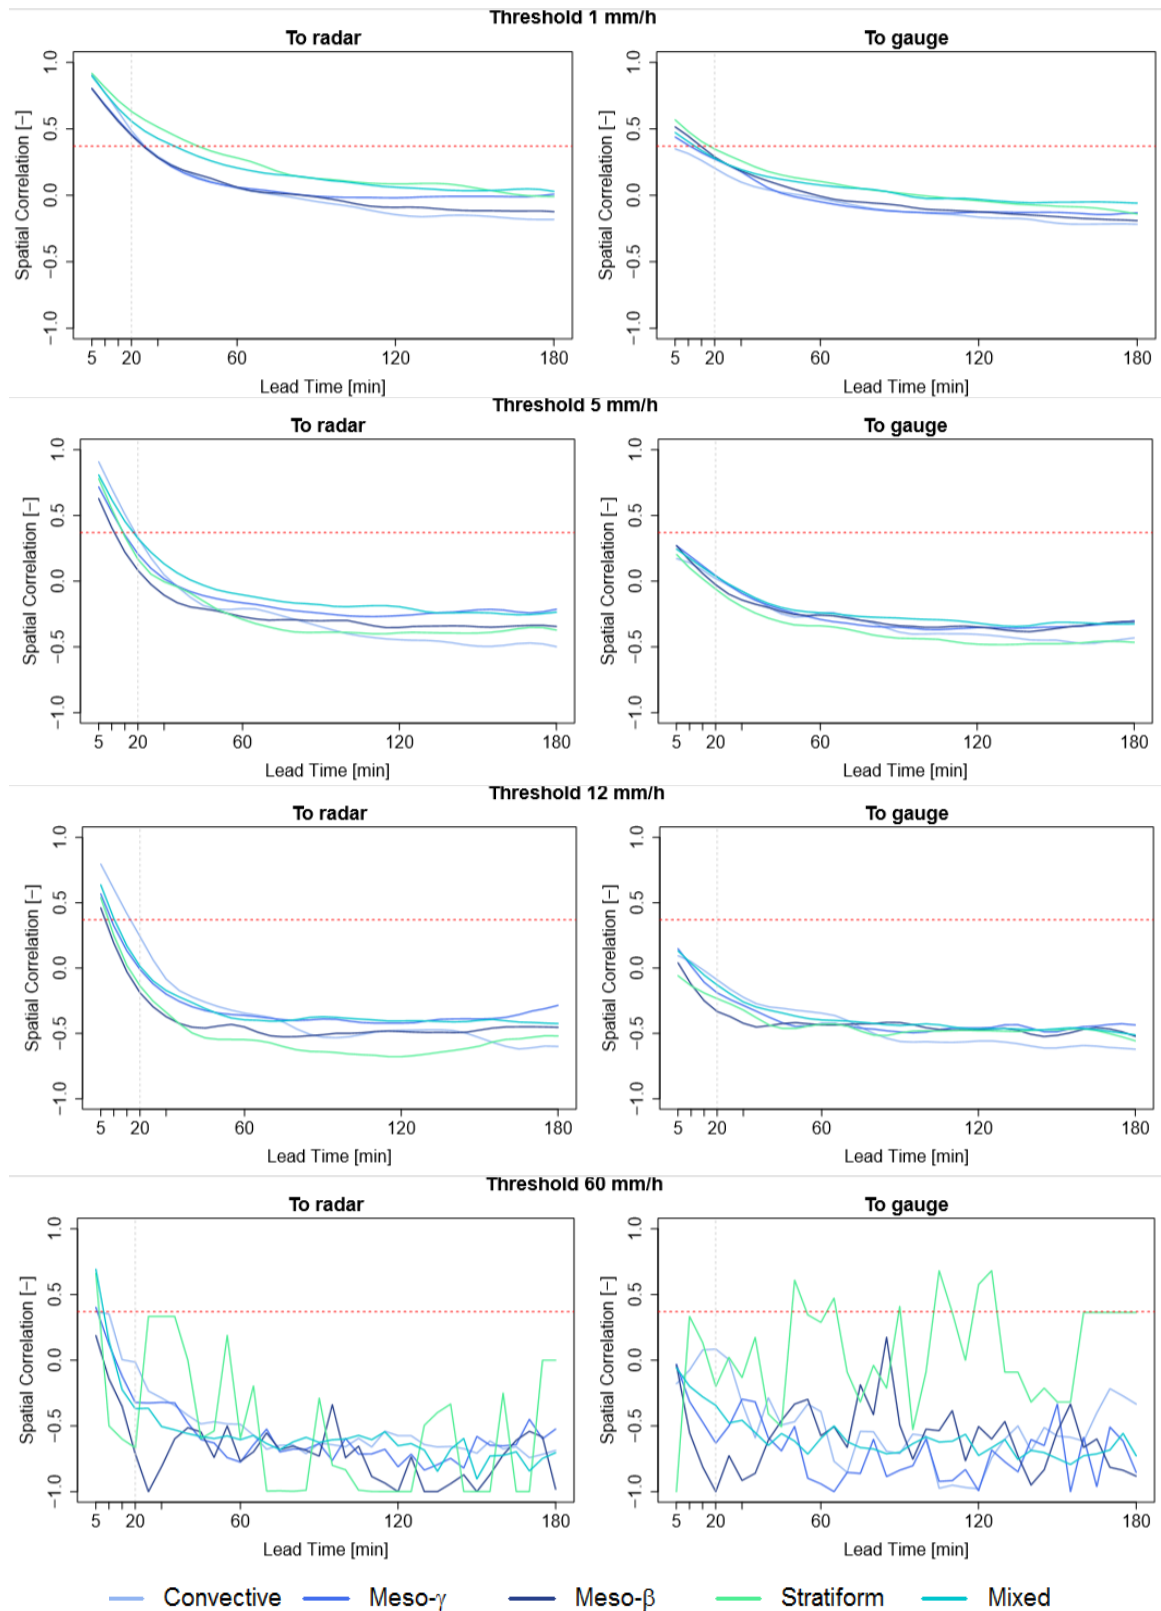 Threshold 1 mm/h
To radar
To gauge
Spatial Correlation [−]
1.0
0.5
0.0
−0.5
−1.0
5 20 60 120 180
Lead Time [min]
Spatial Correlation [−]
1.0
0.5
0.0
−0.5
−1.0
5 20 60 120 180
Lead Time [min]
Threshold 5 mm/h
To radar
To gauge
Spatial Correlation [−]
1.0
0.5
0.0
−0.5
−1.0
5 20 60 120 180
Lead Time [min]
Spatial Correlation [−]
1.0
0.5
0.0
−0.5
−1.0
5 20 60 120 180
Lead Time [min]
Threshold 12 mm/h
To radar
To gauge
Spatial Correlation [−]
1.0
0.5
0.0
−0.5
−1.0
5 20 60 120 180
Lead Time [min]
Spatial Correlation [−]
1.0
0.5
0.0
−0.5
−1.0
5 20 60 120 180
Lead Time [min]
Threshold 60 mm/h
To radar
To gauge
Spatial Correlation [−]
1.0
0.5
0.0
−0.5
−1.0
5 20 60 120 180
Lead Time [min]
Spatial Correlation [−]
1.0
0.5
0.0
−0.5
−1.0
5 20 60 120 180
Lead Time [min]
Convective Meso-γ Meso-β Stratiform Mixed